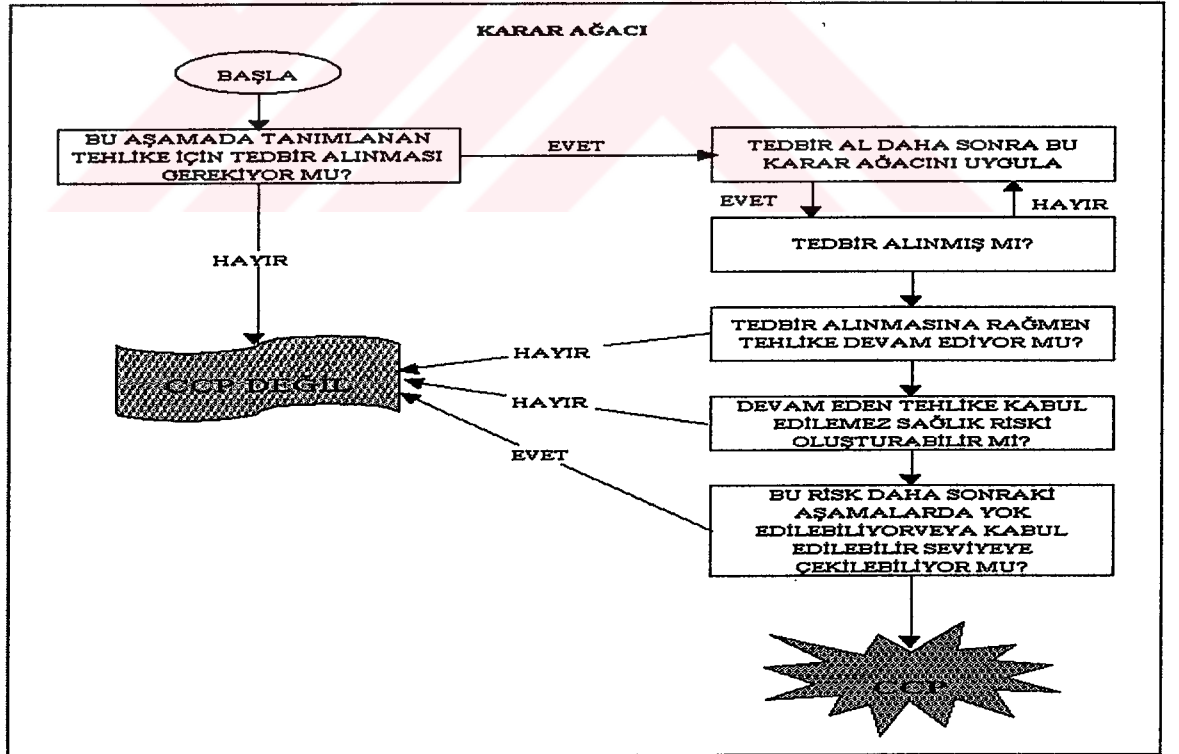 KARAR AĞACI
BAŞLA
BU AŞAMADA TANIMLANAN
TEHLİKE İÇİN TEDBİR ALINMASI
GEREKİYOR MU?
EVET
TEDBİR AL DAHA SONRA BU
KARAR AĞACINI UYGULA
EVET
HAYIR
TEDBİR ALINMIŞ MI?
HAYIR
TEDBİR ALINMASINA RAĞMEN
TEHLİKE DEVAM EDİYOR MU?
HAYIR
CCP DEĞİL
HAYIR
DEVAM EDEN TEHLİKE KABUL
EDİLEMEZ SAĞLIK RİSKİ
OLUŞTURABİLİR Mİ?
EVET
BU RİSK DAHA SONRAKİ
AŞAMALARDA YOK
EDİLEBİLİYORVEYA KABUL
EDİLEBİLİR SEVİYEYE
ÇEKİLEBİLİYOR MU?
CCP